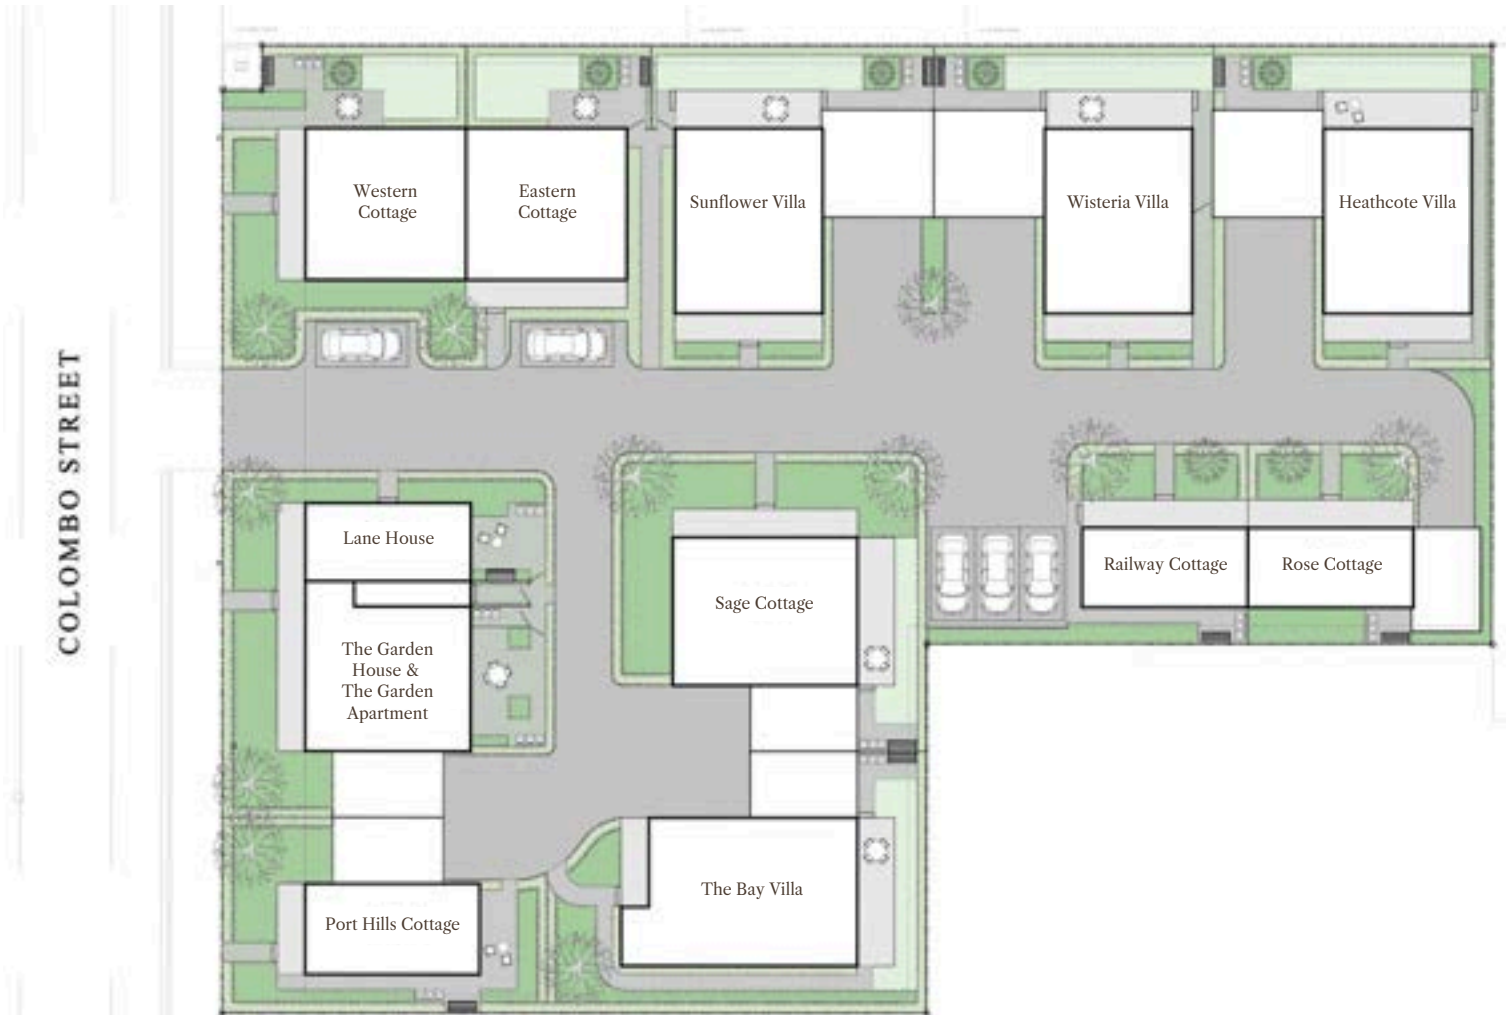 Western
Cottage
Eastern
Cottage
Sunflower Villa
Wisteria Villa
Heathcote Villa
COLOMBO STREET
Lane House
The Garden
House &
The Garden
Apartment
Sage Cottage
Railway Cottage
Rose Cottage
The Bay Villa
Port Hills Cottage